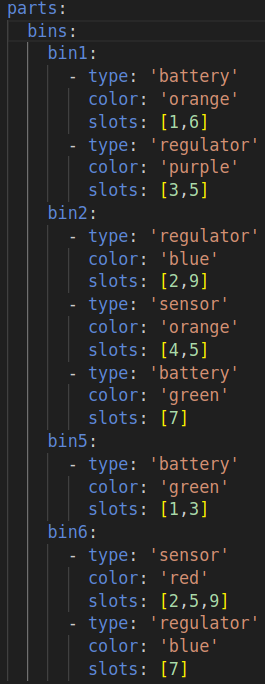 parts:
  bins:
    bin1:
      - type: 'battery'
        color: 'orange'
        slots: [1,6]
      - type: 'regulator'
        color: 'purple'
        slots: [3,5]
    bin2:
      - type: 'regulator'
        color: 'blue'
        slots: [2,9]
      - type: 'sensor'
        color: 'orange'
        slots: [4,5]
      - type: 'battery'
        color: 'green'
        slots: [7]
    bin5:
      - type: 'battery'
        color: 'green'
        slots: [1,3]
    bin6:
      - type: 'sensor'
        color: 'red'
        slots: [2,5,9]
      - type: 'regulator'
        color: 'blue'
        slots: [7]